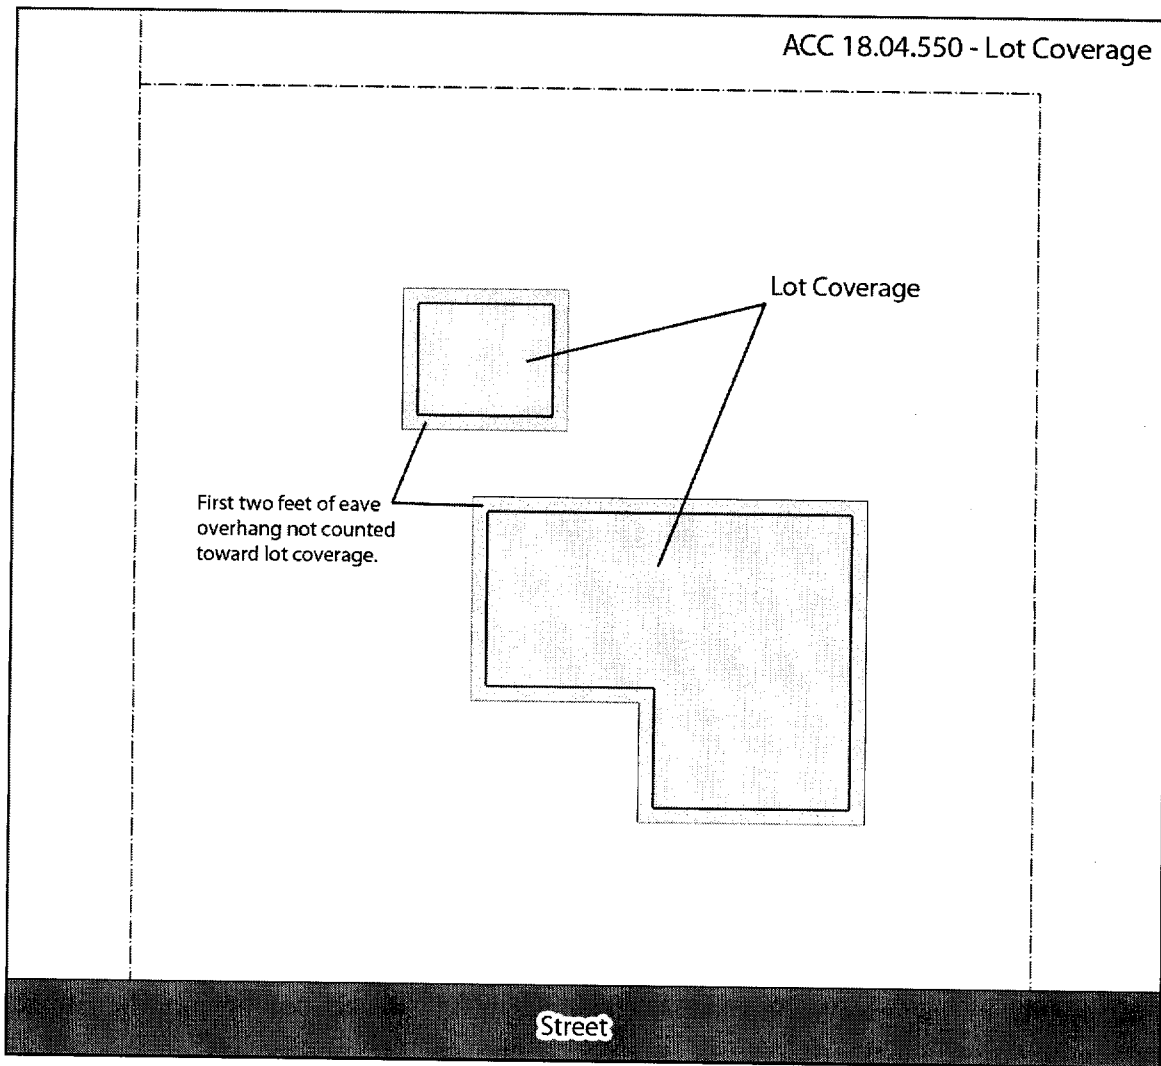 ACC 18.04.550 - Lot Coverage
Lot Coverage
First two feet of eave
overhang not counted
toward lot coverage.
Street